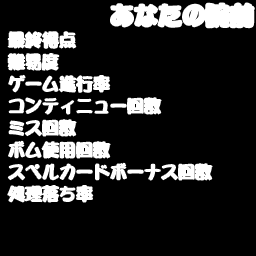 あなたの腕前
最終得点
難易度
ゲーム進行率
コンティニュー回数
ミス回数
ボム使用回数
スペルカードボーナス回数
処理落ち率